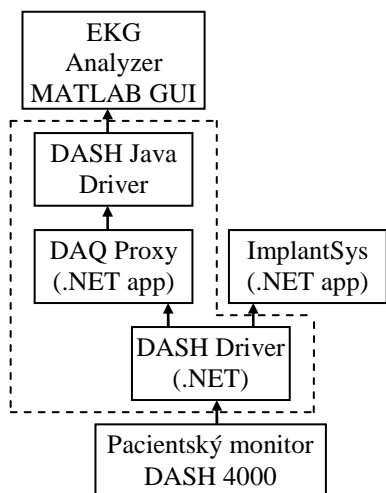 EKG
Analyzer
MATLAB GUI
DASH Java
Driver
DAQ Proxy
(.NET app)
ImplantSys
(.NET app)
DASH Driver
(.NET)
Pacientský monitor
DASH 4000